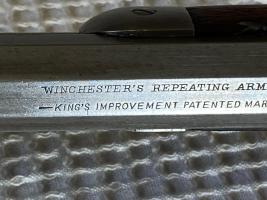 WINCHESTER'S REPEATING ARM
—KING'S IMPROVEMENT PATENTED MAR